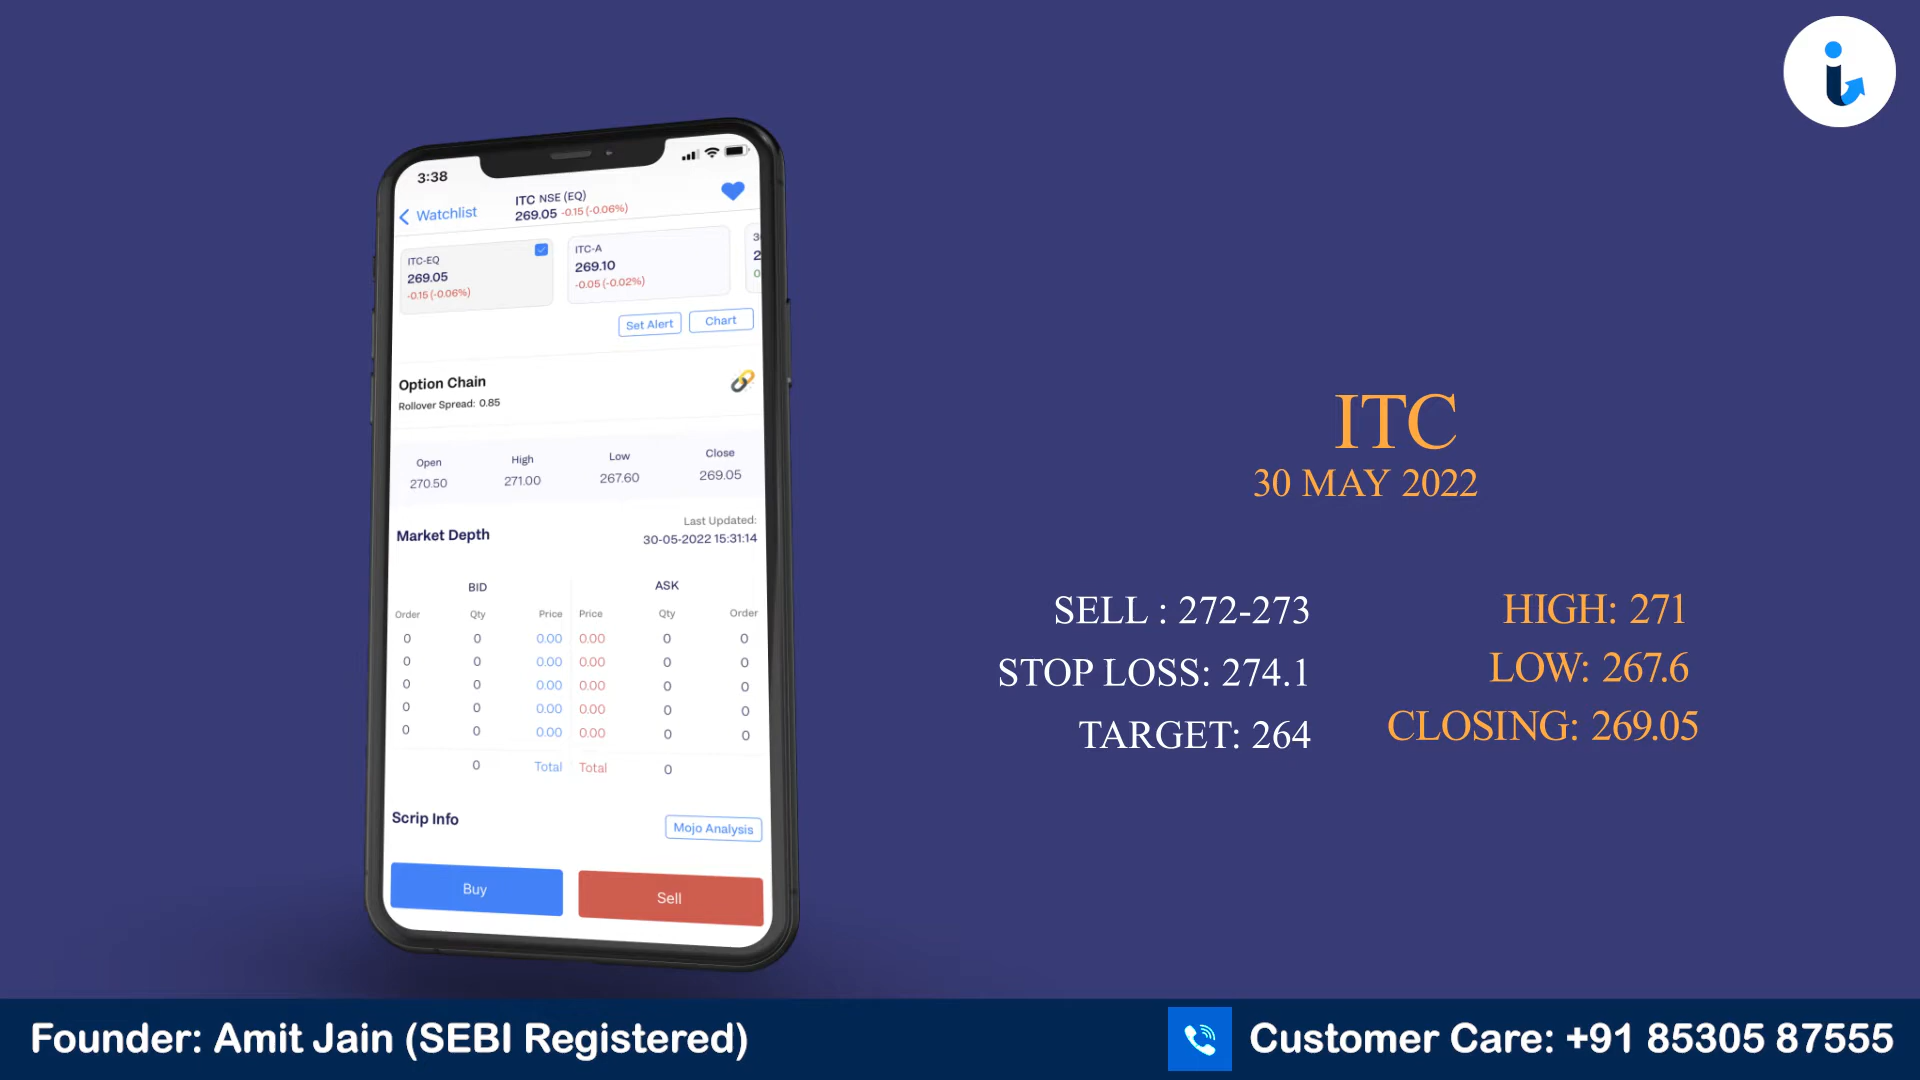 3:38
Watchlist
ITC NSE (EQ)
269.05 -0.15 (-0.06%)
ITC-EQ
269.05
-0.15 (-0.06%)
ITC-A
269.10
-0.05 (-0.02%)
Set Alert Chart
Option Chain
Rollover Spread: 0.85
Open High Low Close
270.50 271.00 267.60 269.05
Market Depth
Last Updated:
30-05-2022 15:31:14
BID ASK
Order Qty Price Price Qty Order
0 0 0.00 0.00 0 0
0 0 0.00 0.00 0 0
0 0 0.00 0.00 0 0
0 0 0.00 0.00 0 0
0 0 0.00 0.00 0 0
0 Total Total 0
Scrip Info
Mojo Analysis
Buy Sell
ITC
30 MAY 2022
SELL : 272-273
STOP LOSS: 274.1
TARGET: 264
HIGH: 271
LOW: 267.6
CLOSING: 269.05
Founder: Amit Jain (SEBI Registered)
Customer Care: +91 85305 87555